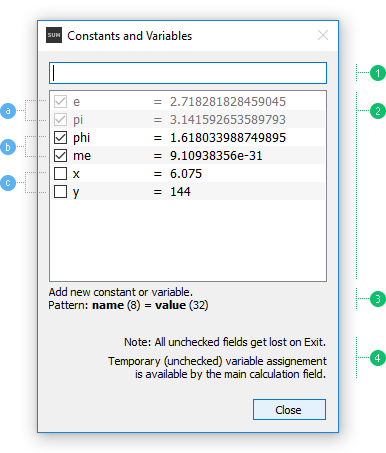 SUM Constants and Variables
1
2
a
e = 2.718281828459045
pi = 3.141592653589793
b
phi = 1.618033988749895
me = 9.10938356e-31
c
x = 6.075
y = 144
Add new constant or variable.
Pattern: name (8) = value (32)
3
Note: All unchecked fields get lost on Exit.
4
Temporary (unchecked) variable assignement
is available by the main calculation field.
Close